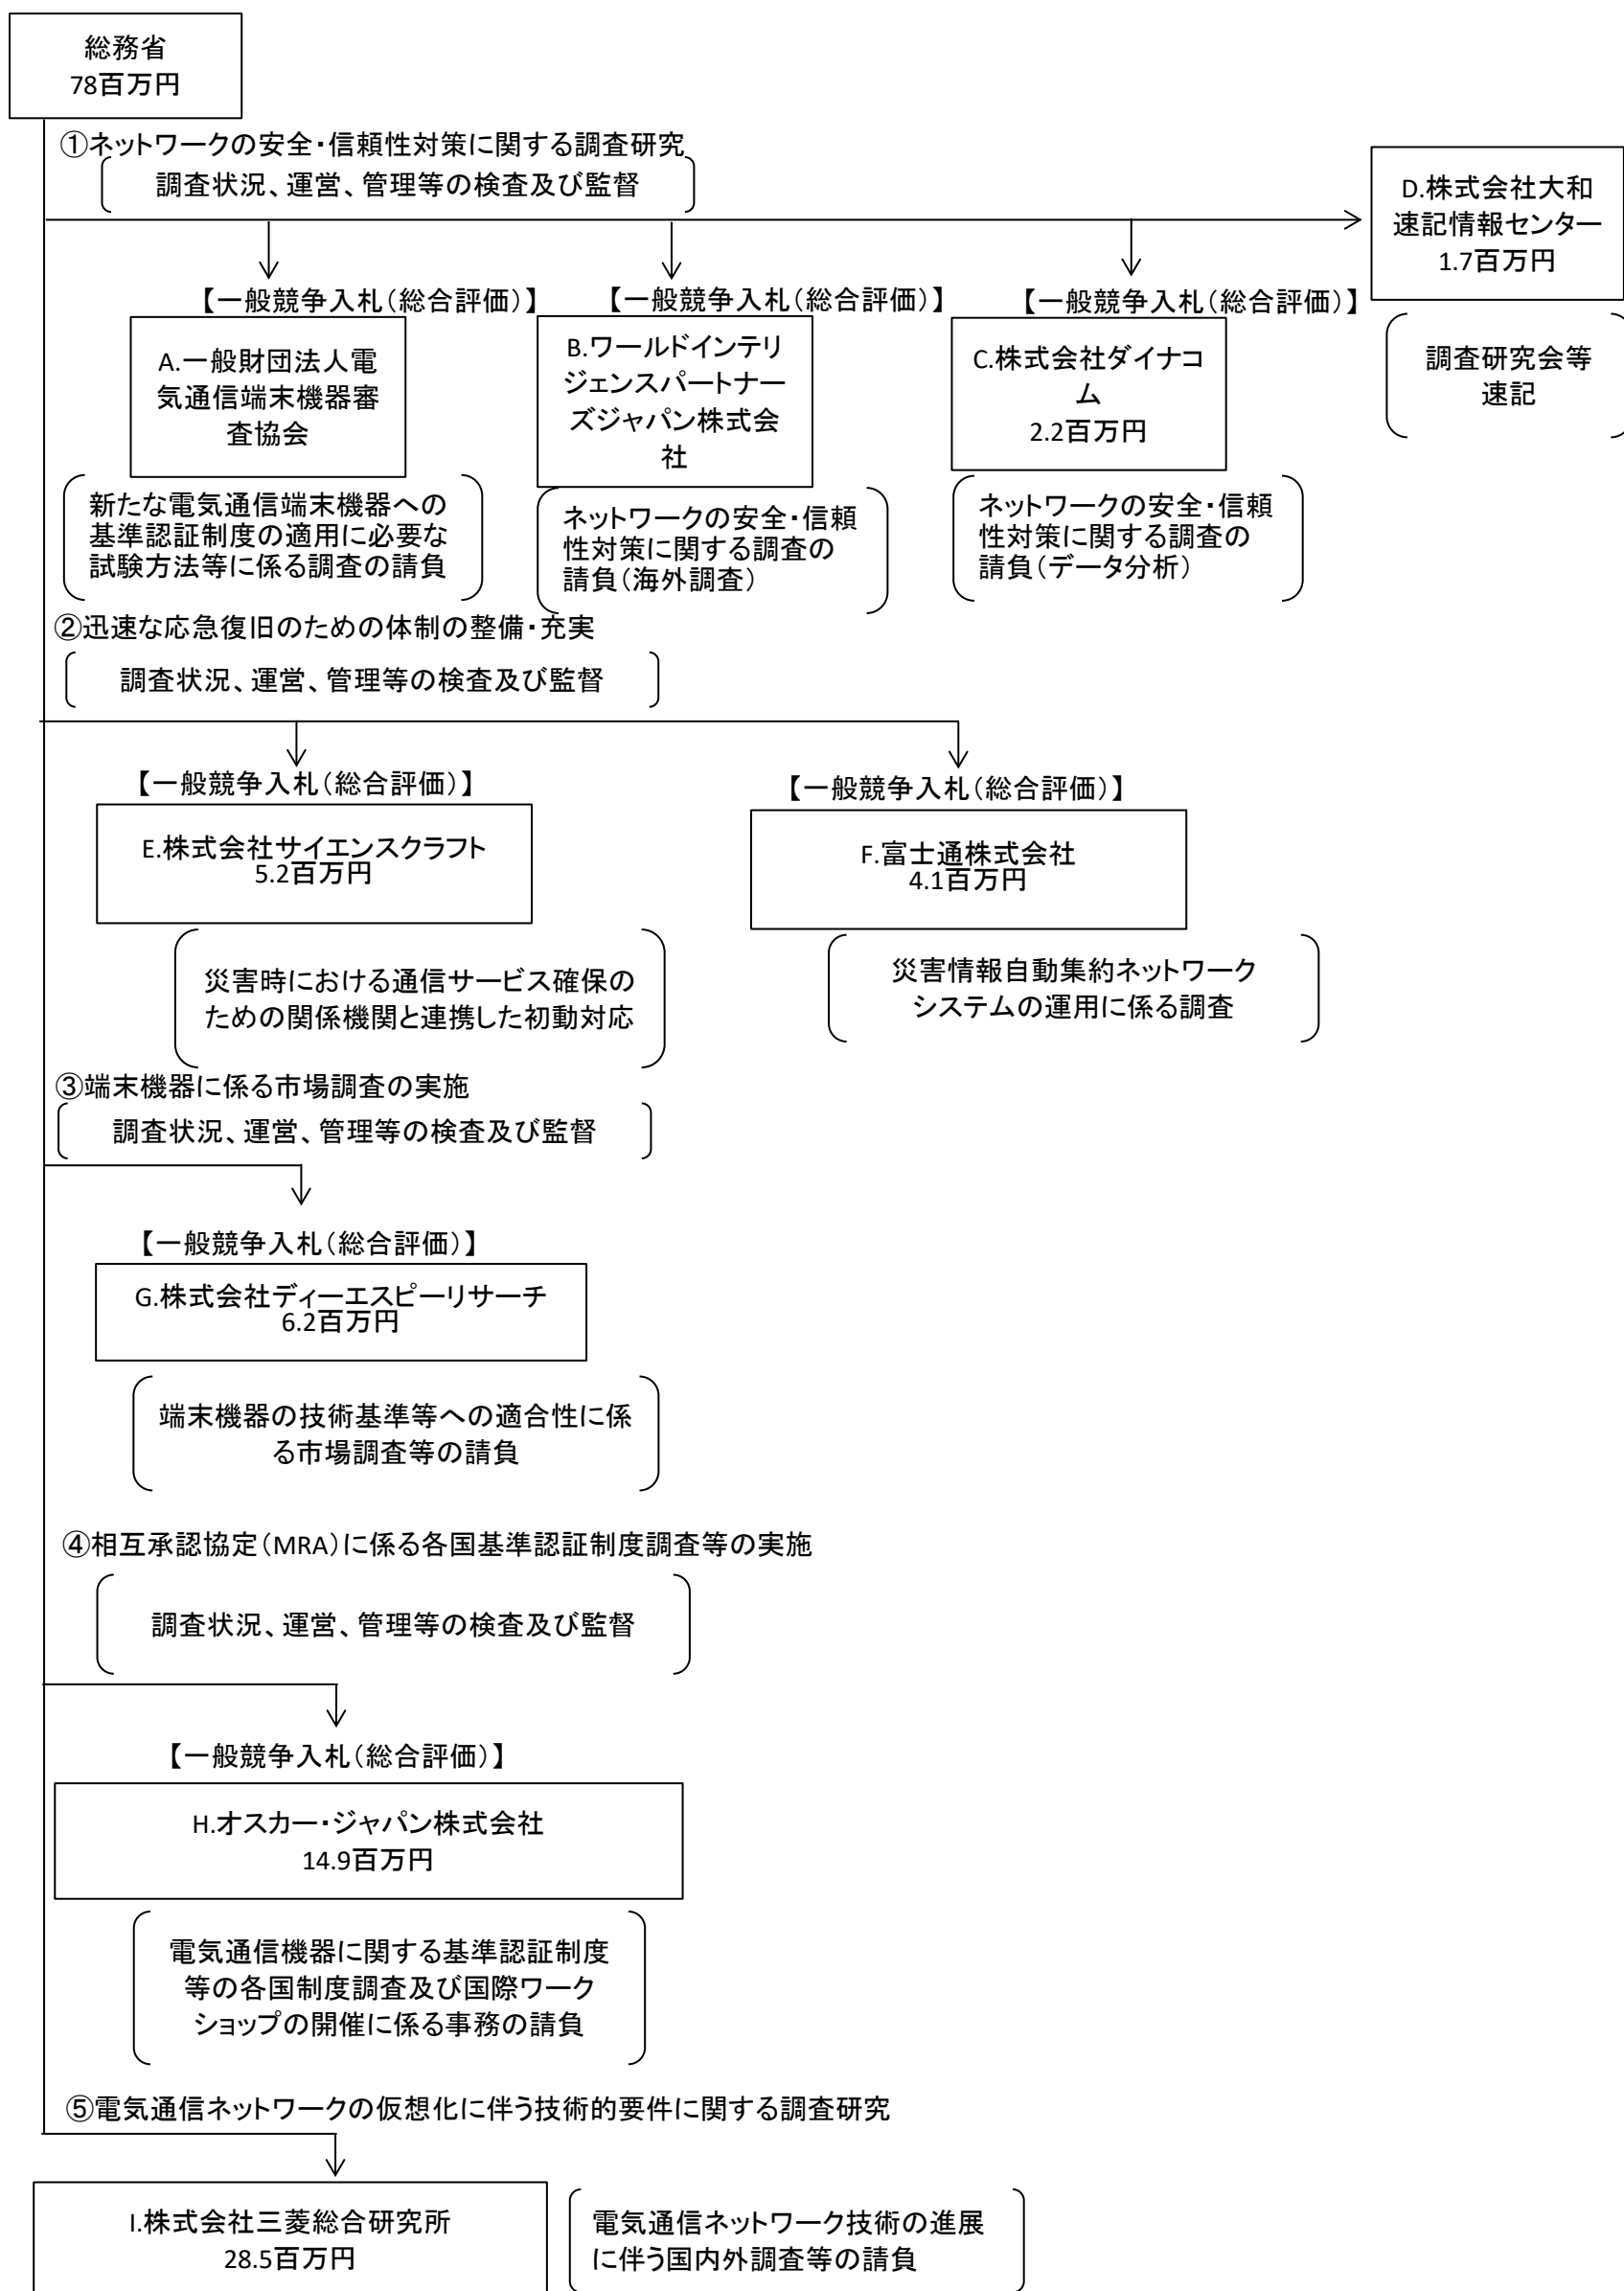 総務省
78百万円
①ネットワークの安全・信頼性対策に関する調査研究
調査状況、運営、管理等の検査及び監督
D.株式会社大和
速記情報センター
1.7百万円
調査研究会等
速記
【一般競争入札（総合評価）】
A.一般財団法人電
気通信端末機器審
査協会
新たな電気通信端末機器への
基準認証制度の適用に必要な
試験方法等に係る調査の請負
【一般競争入札（総合評価）】
B.ワールドインテリ
ジェンスパートナー
ズジャパン株式会
社
ネットワークの安全・信頼
性対策に関する調査の
請負（海外調査）
【一般競争入札（総合評価）】
C.株式会社ダイナコ
ム
2.2百万円
ネットワークの安全・信頼
性対策に関する調査の
請負（データ分析）
②迅速な応急復旧のための体制の整備・充実
調査状況、運営、管理等の検査及び監督
【一般競争入札（総合評価）】
E.株式会社サイエンスクラフト
5.2百万円
災害時における通信サービス確保の
ための関係機関と連携した初動対応
【一般競争入札（総合評価）】
F.富士通株式会社
4.1百万円
災害情報自動集約ネットワーク
システムの運用に係る調査
③端末機器に係る市場調査の実施
調査状況、運営、管理等の検査及び監督
【一般競争入札（総合評価）】
G.株式会社ディーエスピーリサーチ
6.2百万円
端末機器の技術基準等への適合性に係
る市場調査等の請負
④相互承認協定（MRA）に係る各国基準認証制度調査等の実施
調査状況、運営、管理等の検査及び監督
【一般競争入札（総合評価）】
H.オスカー・ジャパン株式会社
14.9百万円
電気通信機器に関する基準認証制度
等の各国制度調査及び国際ワーク
ショップの開催に係る事務の請負
⑤電気通信ネットワークの仮想化に伴う技術的要件に関する調査研究
I.株式会社三菱総合研究所
28.5百万円
電気通信ネットワーク技術の進展
に伴う国内外調査等の請負